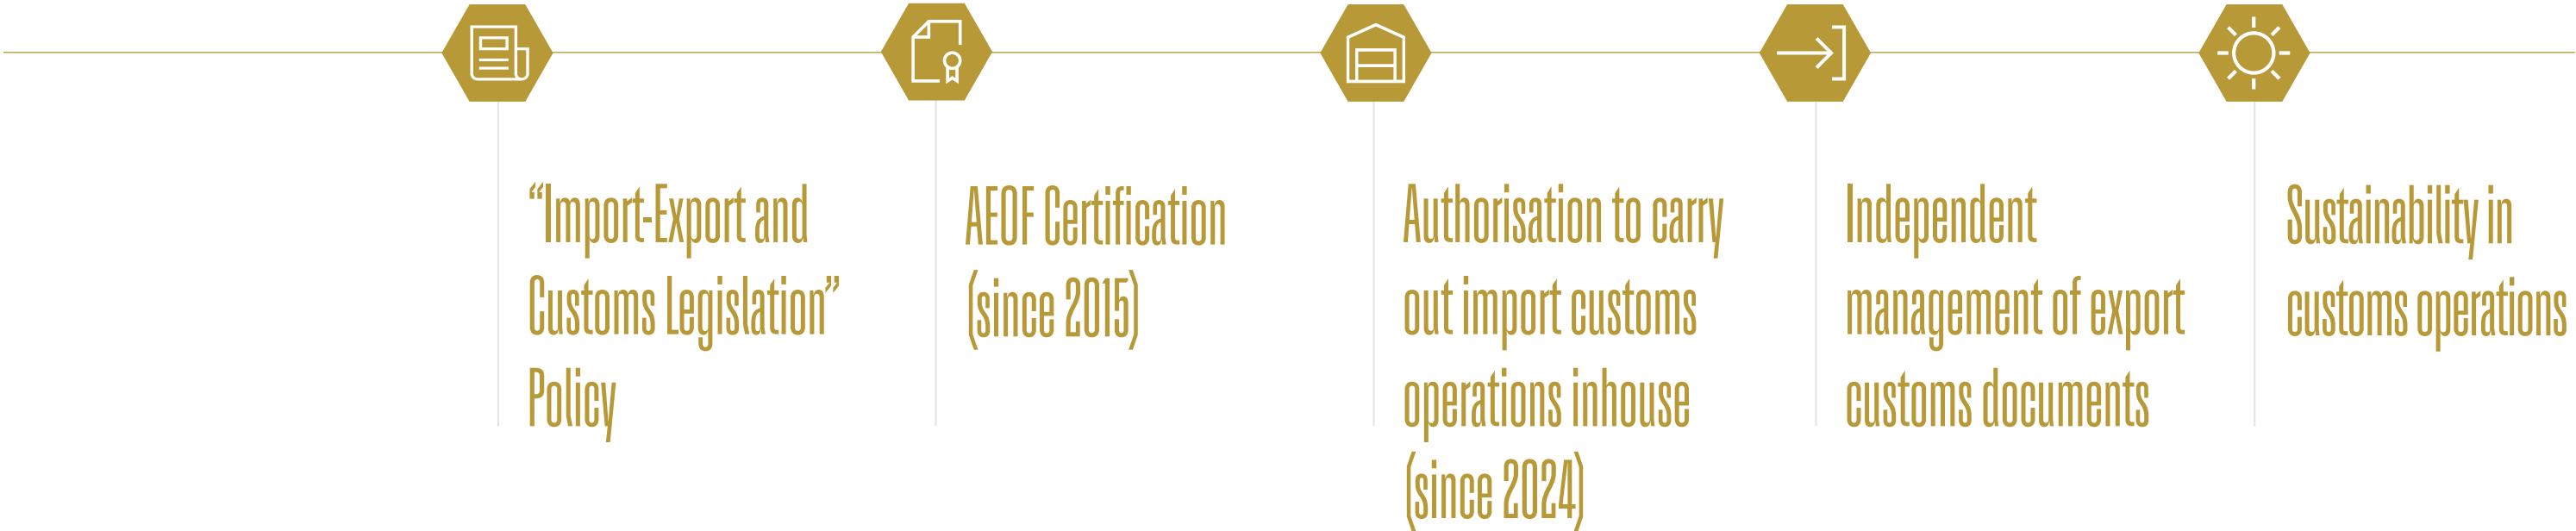 “Import-Export and
Customs Legislation”
Policy
AEOF Certification
(since 2015)
Authorisation to carry
out import customs
operations inhouse
(since 2024)
Independent
management of export
customs documents
Sustainability in
customs operations